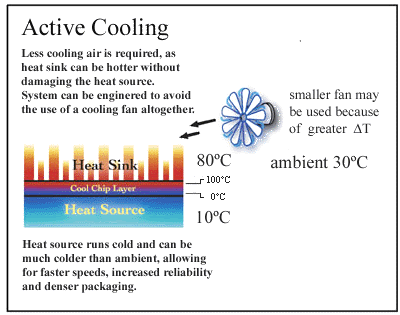 Active Cooling
Less cooling air is required, as
heat sink can be hotter without
damaging the heat source.
System can be enginered to avoid
the use of a cooling fan altogether.
smaller fan may
be used because
of greater ΔT
Heat Sink
80ºC
ambient 30ºC
Cool Chip Layer
100ºC
0ºC
Heat Source
10ºC
Heat source runs cold and can be
much colder than ambient, allowing
for faster speeds, increased reliability
and denser packaging.